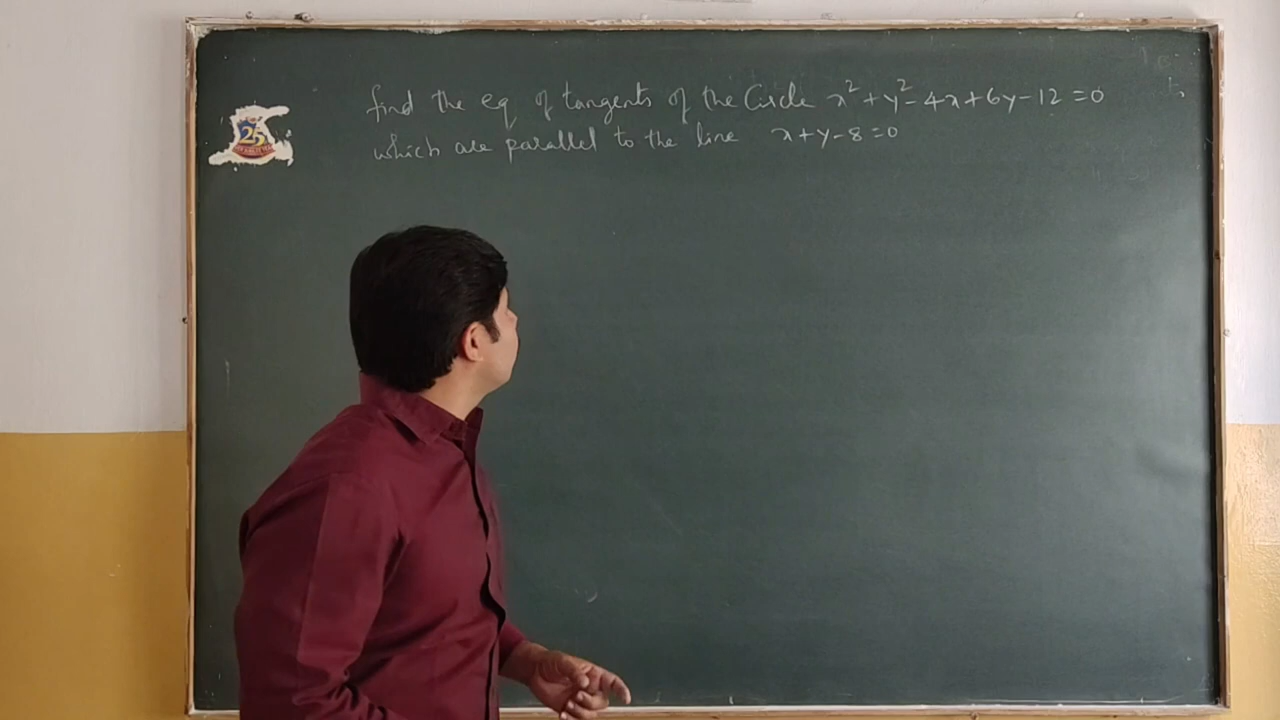 find the eq of tangents of the Circle x²+y²-4x+6y-12=0
which are parallel to the line x+y-8=0
25